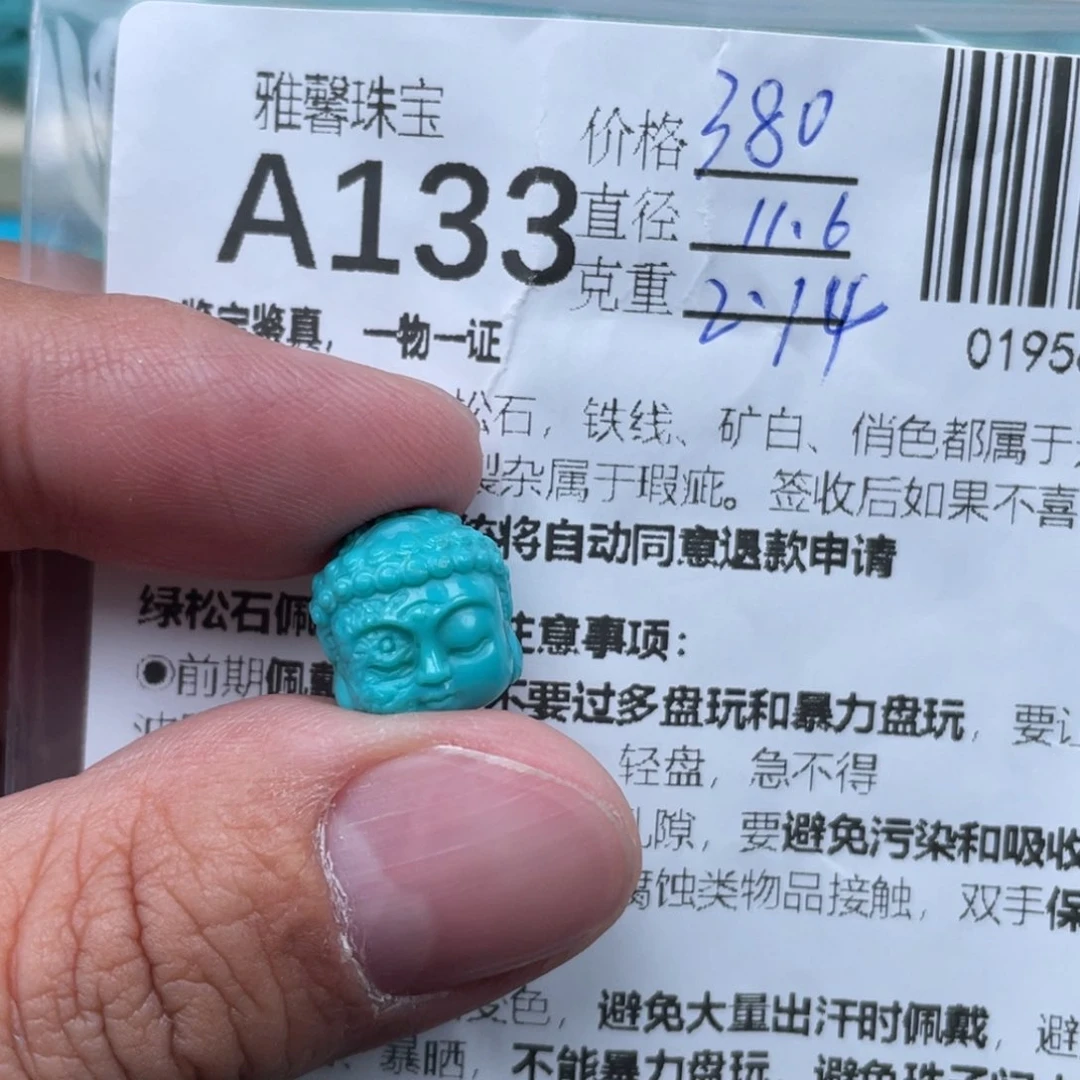 雅馨珠宝
A133
价格 380
直径 11.6
克重 2.14
鉴定鉴真，一物一证
01956
松石，铁线、矿白、俏色都属于
裂杂属于瑕疵。签收后如果不喜
将自动同意退款申请
绿松石佩 注意事项：
●前期佩戴 不要过多盘玩和暴力盘玩，要让
轻盘，急不得
孔隙，要避免污染和吸收
腐蚀类物品接触，双手保
变色，避免大量出汗时佩戴，避
、暴晒，不能暴力盘玩，避免珠子